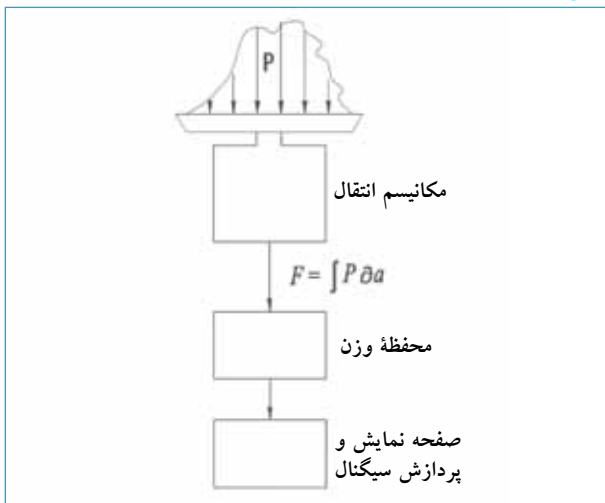 P
مکانیسم انتقال
F = ∫ P ∂a
محفظهٔ وزن
صفحه نمایش و
پردازش سیگنال